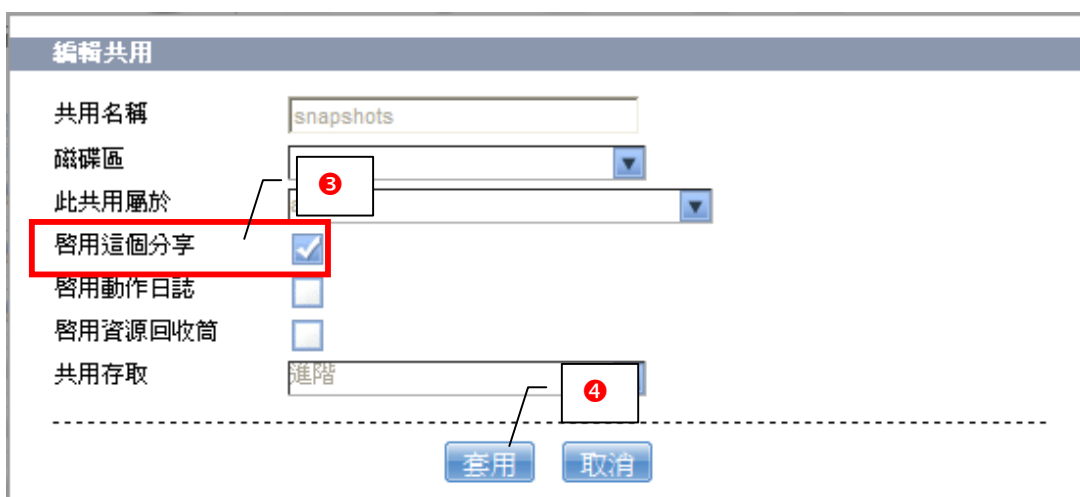 編輯共用
共用名稱 snapshots
磁碟區
❸
此共用屬於
啓用這個分享
啓用動作日誌
啓用資源回收筒
共用存取 進階
❹
套用 取消